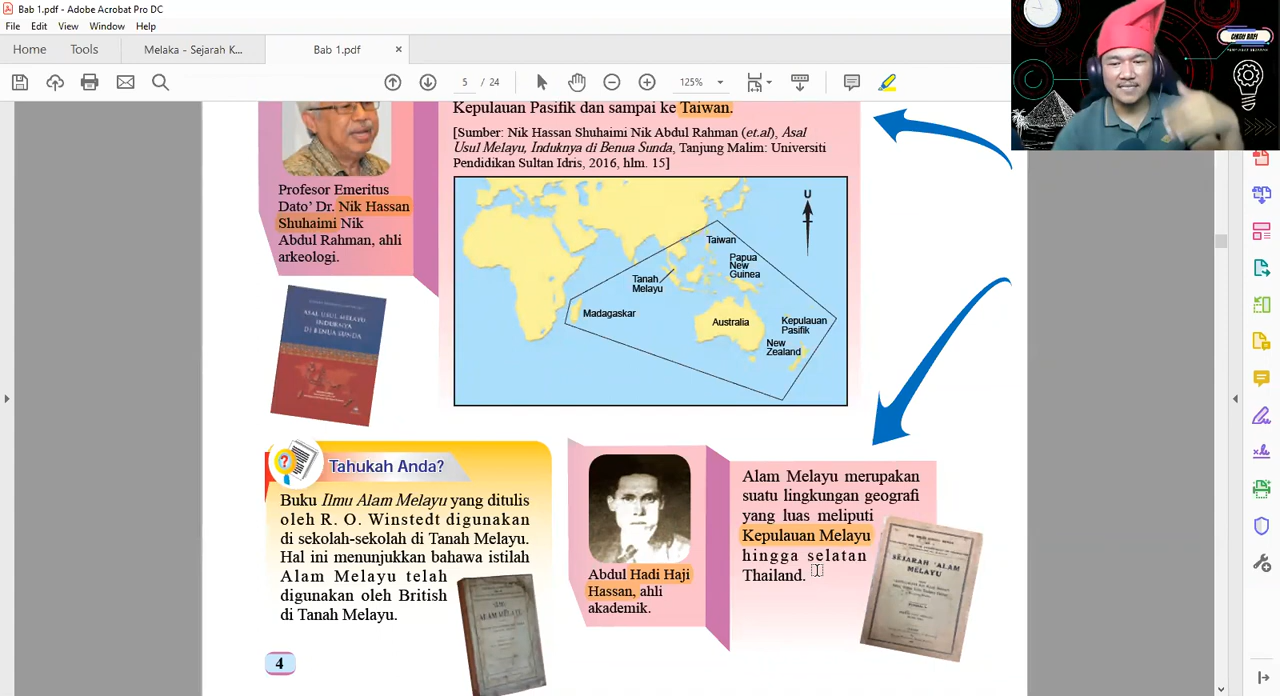 Bab 1.pdf - Adobe Acrobat Pro DC
File Edit View Window Help
Home Tools Melaka - Sejarah K... Bab 1.pdf ×
5 / 24 125%
Kepulauan Pasifik dan sampai ke Taiwan.
[Sumber: Nik Hassan Shuhaimi Nik Abdul Rahman (et.al), Asal
Usul Melayu, Induknya di Benua Sunda, Tanjung Malim: Universiti
Pendidikan Sultan Idris, 2016, hlm. 15]
Profesor Emeritus
Dato' Dr. Nik Hassan
Shuhaimi Nik
Abdul Rahman, ahli
arkeologi.
U
Taiwan
Papua
New
Guinea
Tanah
Melayu
Madagaskar
Australia
Kepulauan
Pasifik
New
Zealand
ASAL USUL MELAYU
INDUKNYA
DI BENUA SUNDA
Tahukah Anda?
Buku Ilmu Alam Melayu yang ditulis
oleh R. O. Winstedt digunakan
di sekolah-sekolah di Tanah Melayu.
Hal ini menunjukkan bahawa istilah
Alam Melayu telah
digunakan oleh British
di Tanah Melayu.
ALAM MELAYU
Abdul Hadi Haji
Hassan, ahli
akademik.
Alam Melayu merupakan
suatu lingkungan geografi
yang luas meliputi
Kepulauan Melayu
hingga selatan
Thailand.
SEJARAH 'ALAM
MELAYU
4